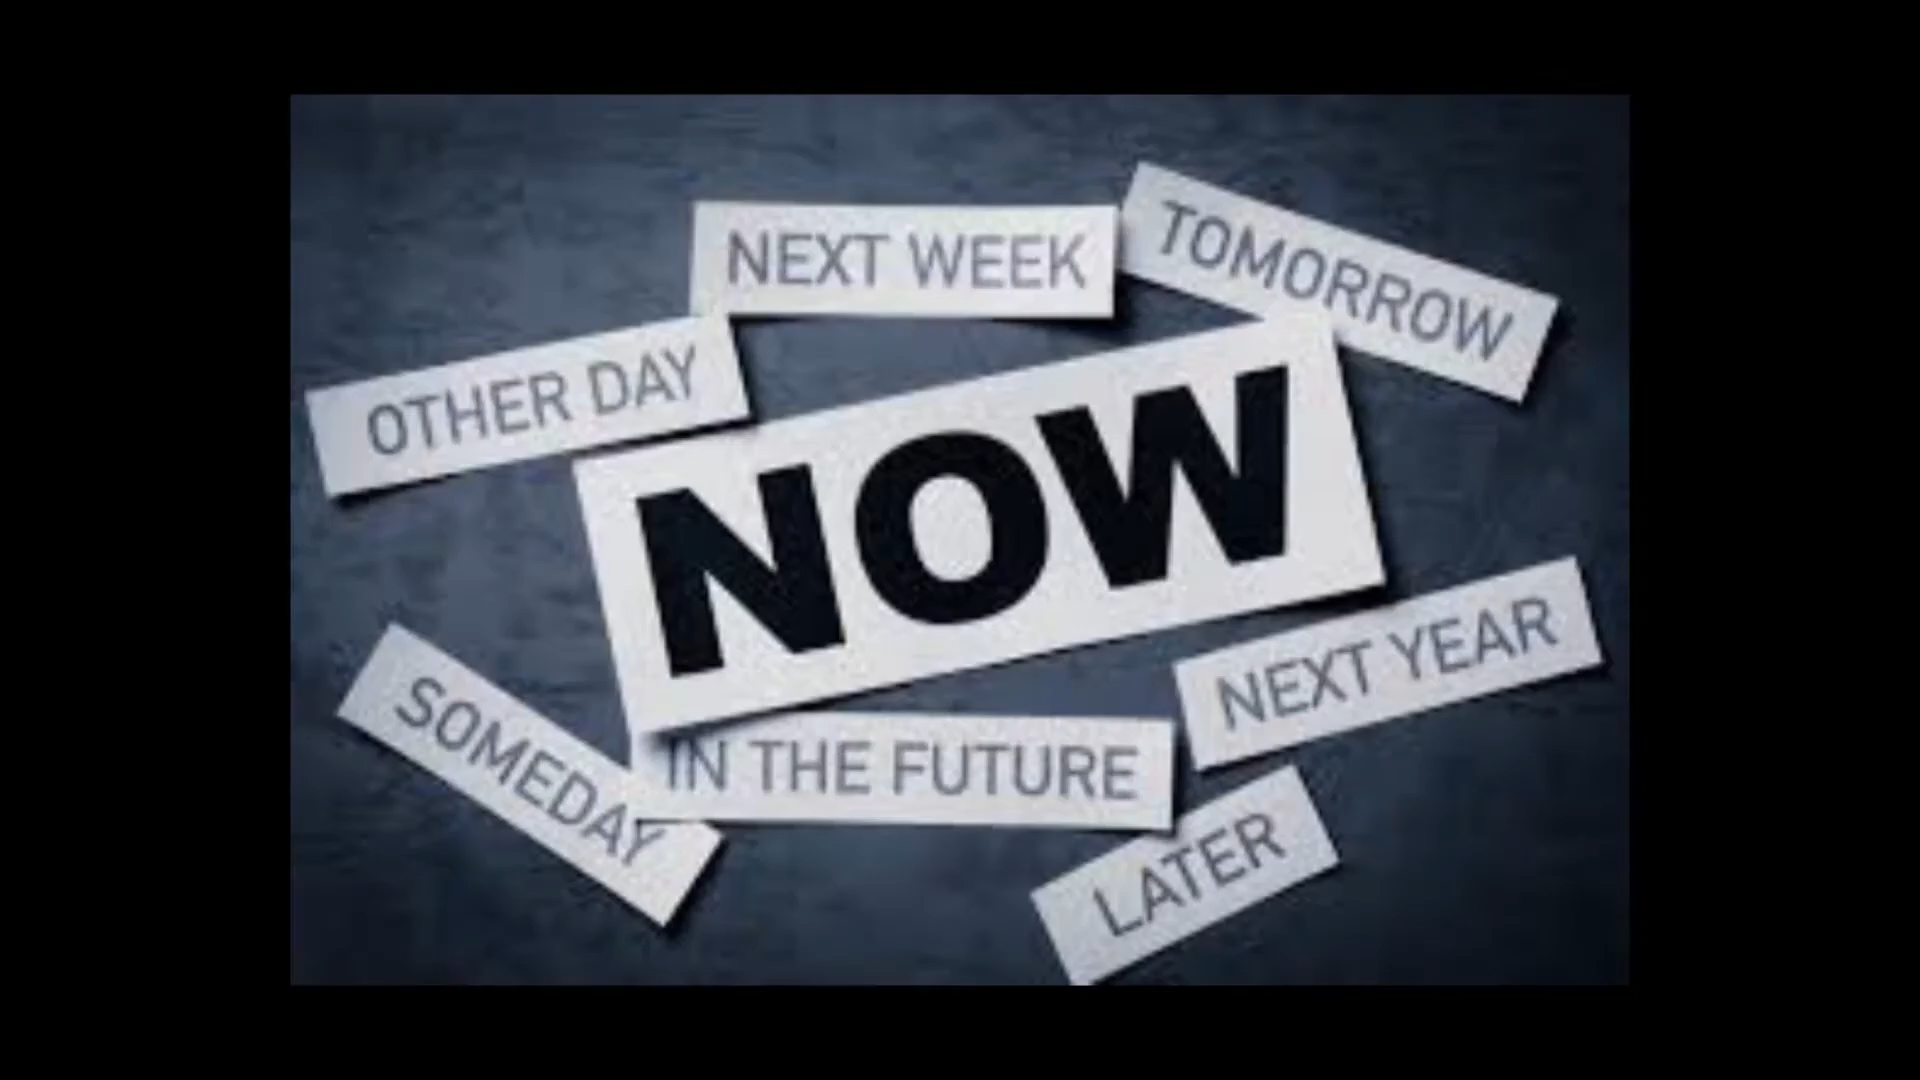 NEXT WEEK
TOMORROW
OTHER DAY
NOW
NEXT YEAR
SOMEDAY
IN THE FUTURE
LATER